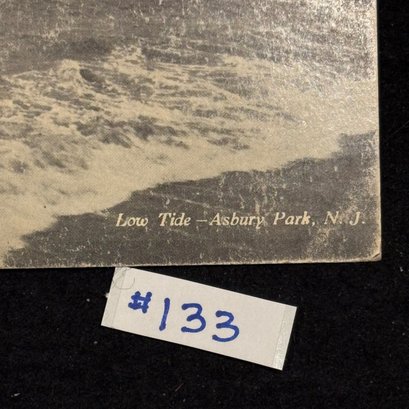 Low Tide – Asbury Park, N. J.
#133